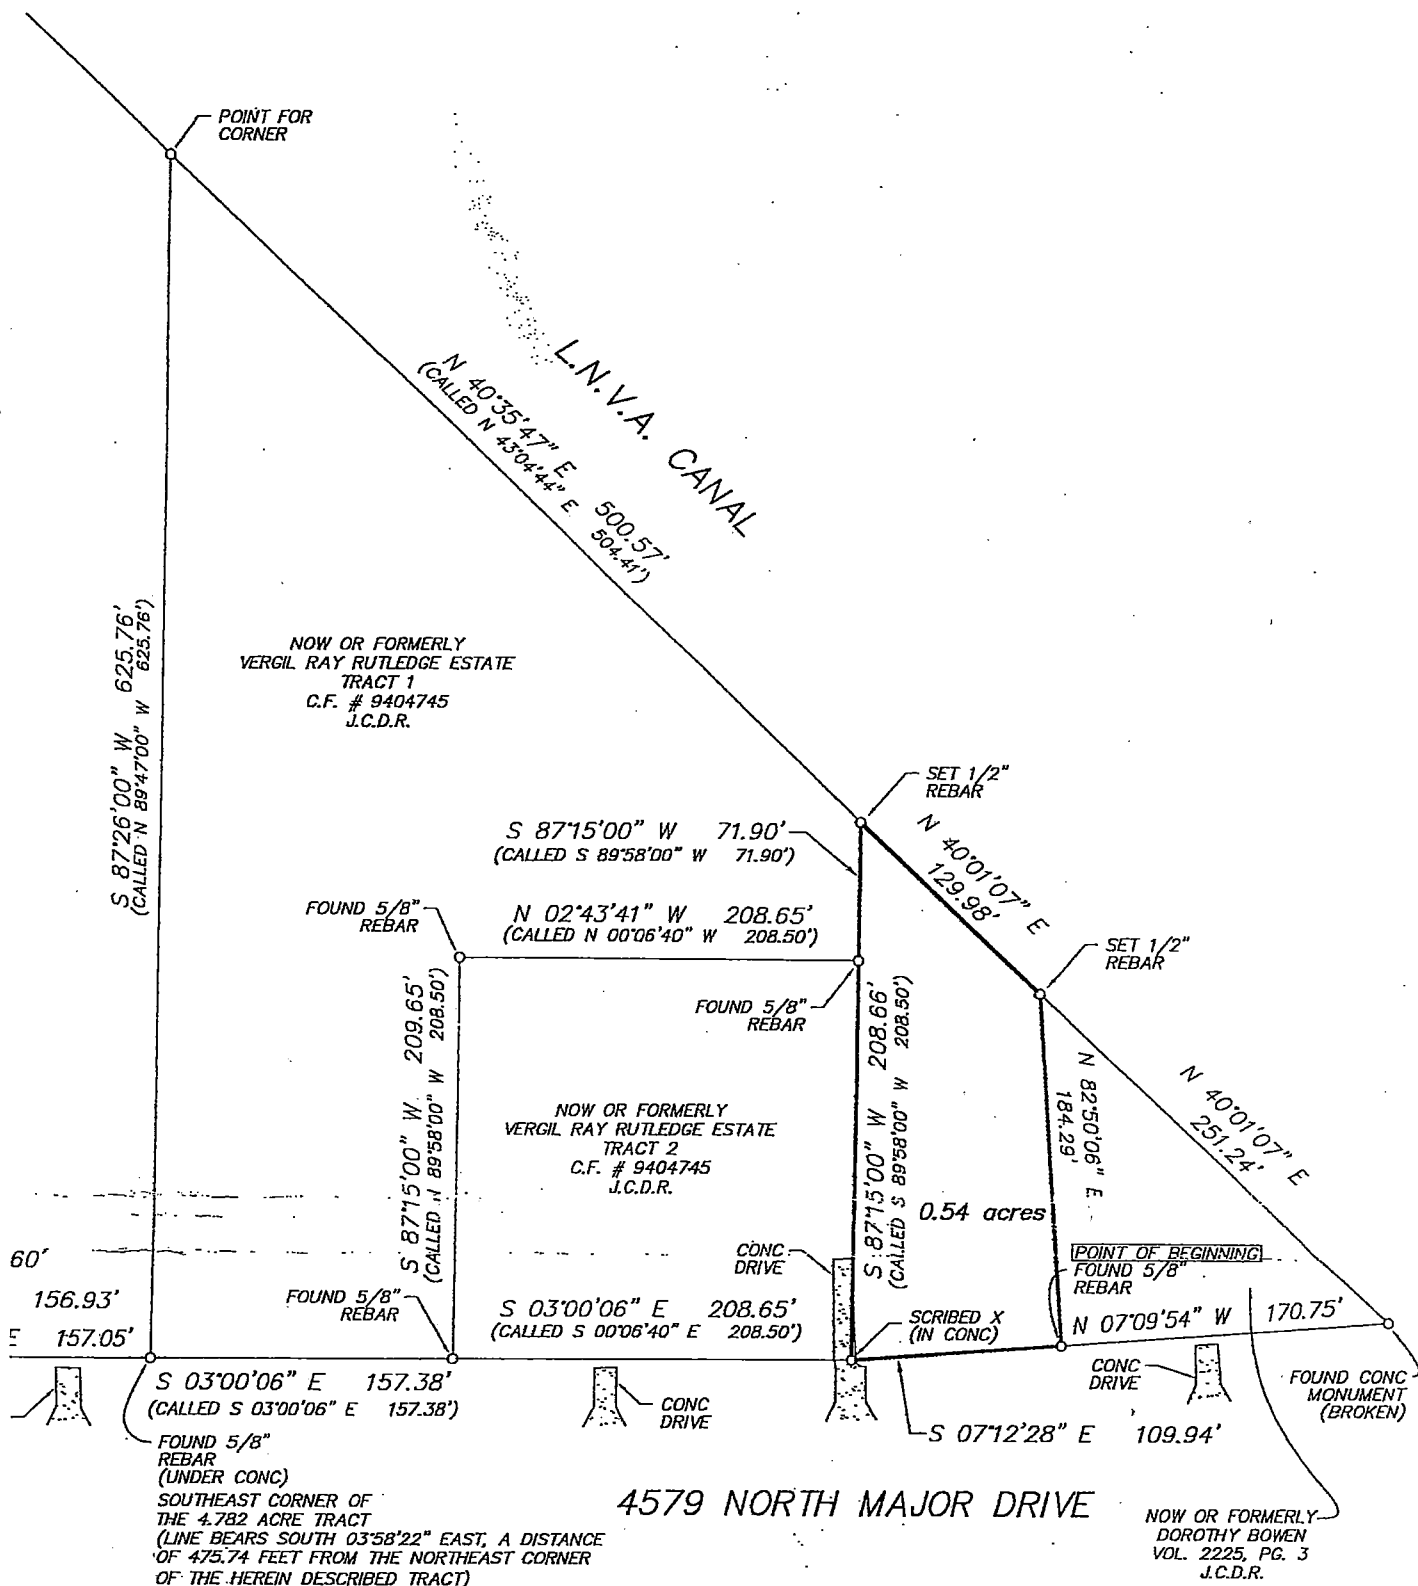 POINT FOR
CORNER
L.N.V.A. CANAL
N 40°35'47" E 500.57'
(CALLED N 43°04'44" E 504.41')
S 87°26'00" W 625.76'
(CALLED N 89°47'00" W 625.76')
NOW OR FORMERLY
VERGIL RAY RUTLEDGE ESTATE
TRACT 1
C.F. # 9404745
J.C.D.R.
SET 1/2"
REBAR
S 87°15'00" W 71.90'
(CALLED S 89°58'00" W 71.90')
N 40°01'07" E
129.98'
FOUND 5/8"
REBAR
N 02°43'41" W 208.65'
(CALLED N 00°06'40" W 208.50')
SET 1/2"
REBAR
FOUND 5/8"
REBAR
S 87°15'00" W 209.65'
(CALLED N 89°58'00" W 208.50')
S 87°15'00" W 208.66'
(CALLED S 89°58'00" W 208.50')
N 82°50'06" E
184.29'
N 40°01'07" E
251.24'
NOW OR FORMERLY
VERGIL RAY RUTLEDGE ESTATE
TRACT 2
C.F. # 9404745
J.C.D.R.
0.54 acres
CONC
DRIVE
POINT OF BEGINNING
FOUND 5/8"
REBAR
60'
156.93'
E 157.05'
FOUND 5/8"
REBAR
S 03°00'06" E 208.65'
(CALLED S 00°06'40" E 208.50')
SCRIBED X
(IN CONC)
N 07°09'54" W 170.75'
S 03°00'06" E 157.38'
(CALLED S 03°00'06" E 157.38')
CONC
DRIVE
CONC
DRIVE
FOUND CONC
MONUMENT
(BROKEN)
S 07°12'28" E 109.94'
FOUND 5/8"
REBAR
(UNDER CONC)
SOUTHEAST CORNER OF
THE 4.782 ACRE TRACT
(LINE BEARS SOUTH 03°58'22" EAST, A DISTANCE
OF 475.74 FEET FROM THE NORTHEAST CORNER
OF THE HEREIN DESCRIBED TRACT)
4579 NORTH MAJOR DRIVE
NOW OR FORMERLY
DOROTHY BOWEN
VOL. 2225, PG. 3
J.C.D.R.